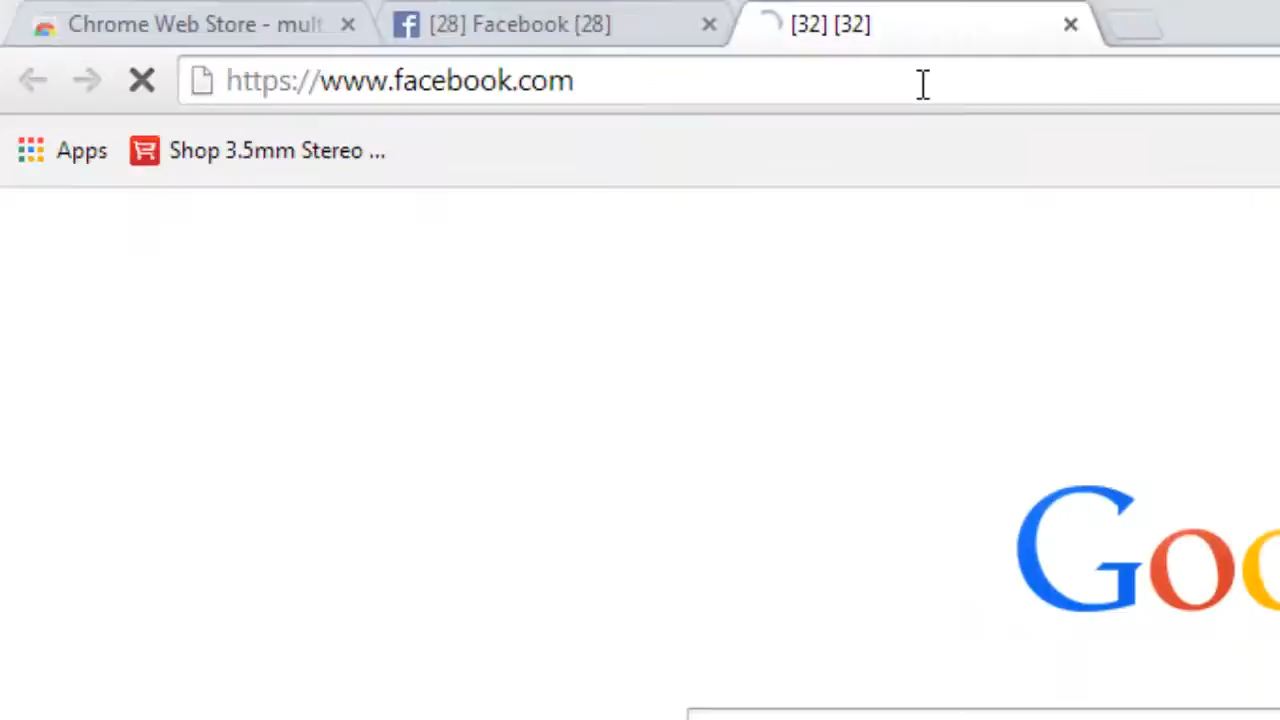 Chrome Web Store - mult
[28] Facebook [28]
[32] [32]
https://www.facebook.com
Apps
Shop 3.5mm Stereo ...
Goo